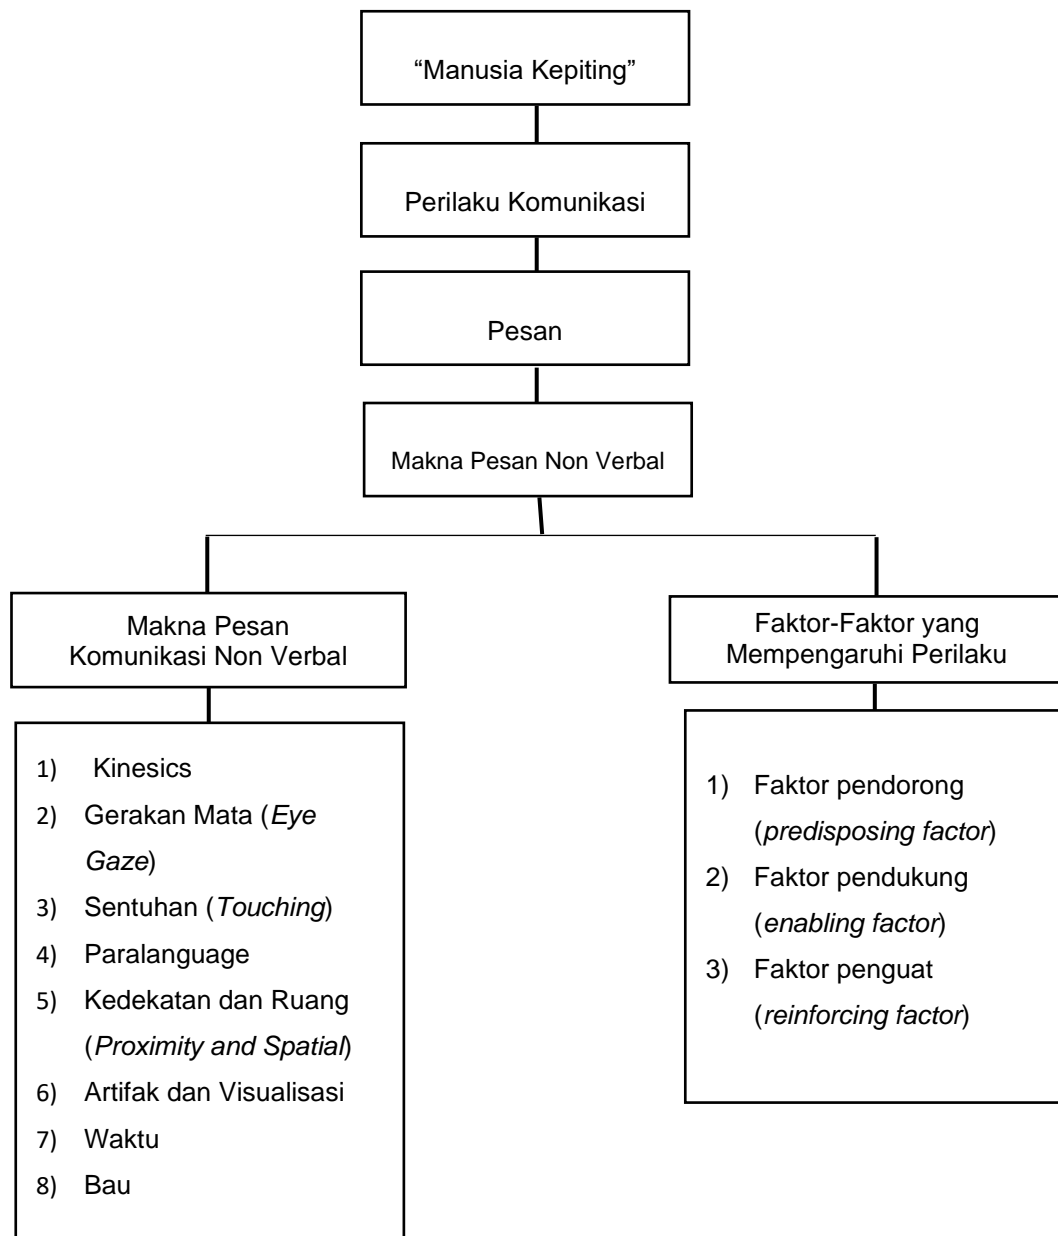 “Manusia Kepiting”
Perilaku Komunikasi
Pesan
Makna Pesan Non Verbal
Makna Pesan
Komunikasi Non Verbal
Faktor-Faktor yang
Mempengaruhi Perilaku
1) Kinesics
2) Gerakan Mata (Eye
Gaze)
3) Sentuhan (Touching)
4) Paralanguage
5) Kedekatan dan Ruang
(Proximity and Spatial)
6) Artifak dan Visualisasi
7) Waktu
8) Bau
1) Faktor pendorong
(predisposing factor)
2) Faktor pendukung
(enabling factor)
3) Faktor penguat
(reinforcing factor)